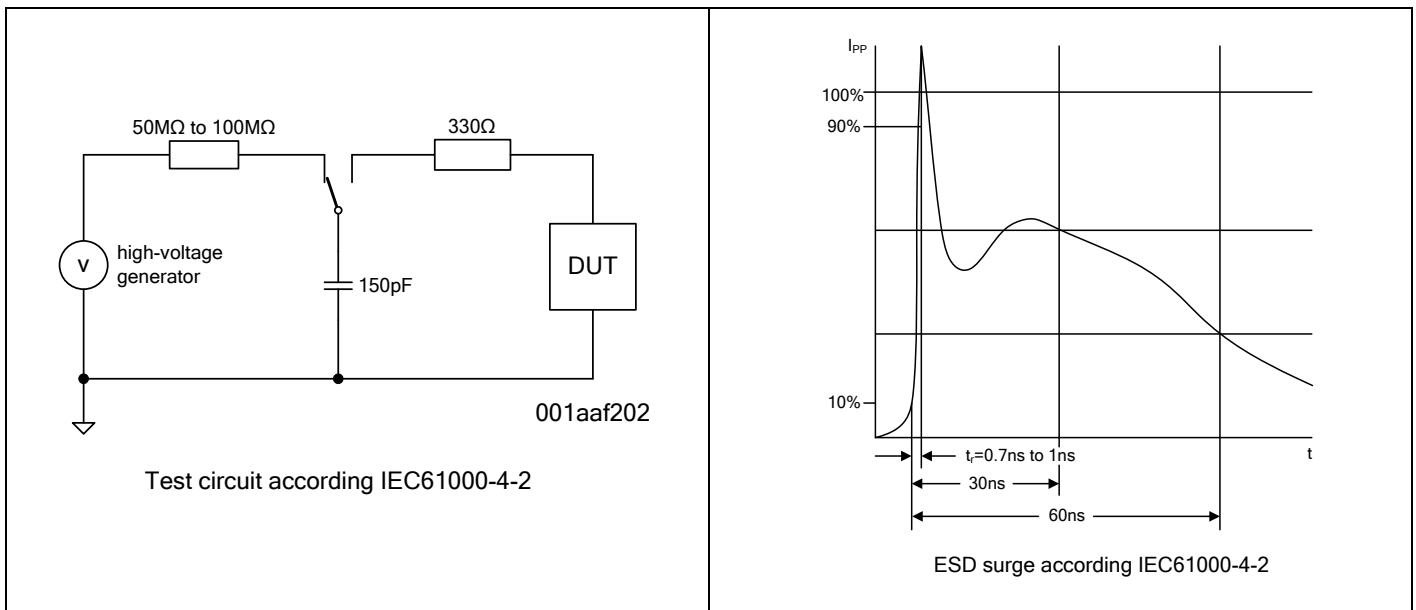 50MΩ to 100MΩ
330Ω
V
high-voltage
generator
150pF
DUT
001aaf202
Test circuit according IEC61000-4-2
IPP
100%
90%
10%
t
tr=0.7ns to 1ns
30ns
60ns
ESD surge according IEC61000-4-2